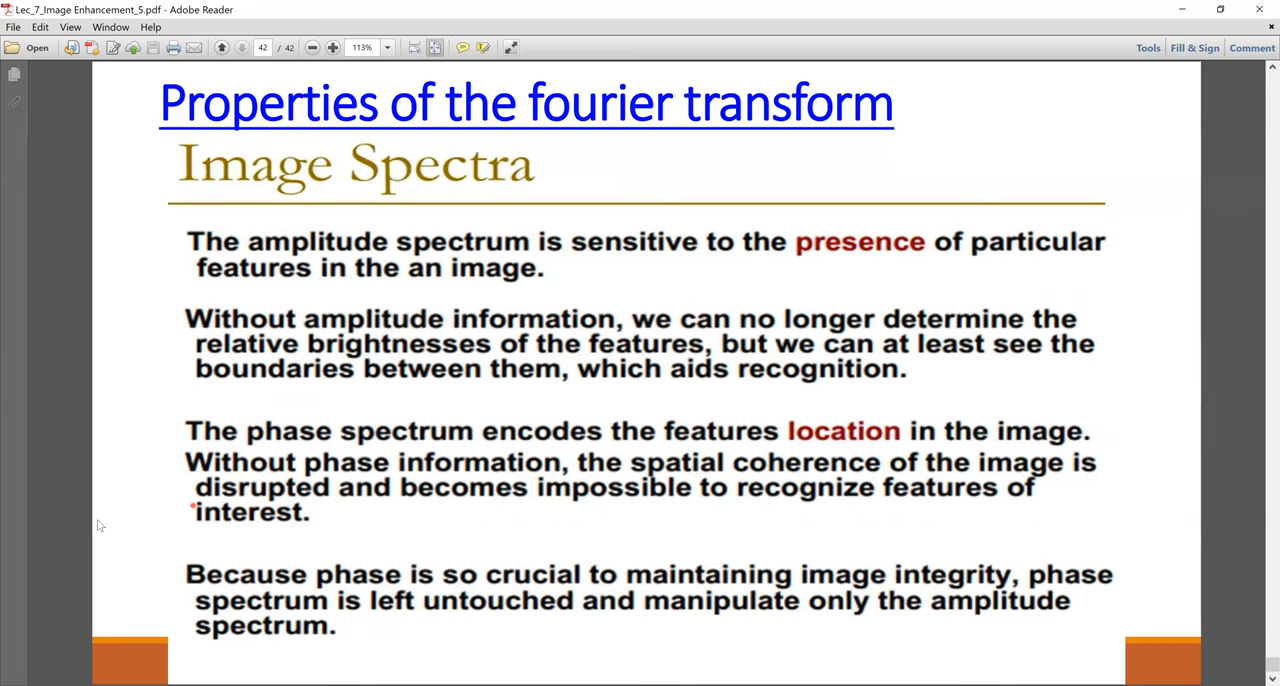 Lec_7_Image Enhancement_5.pdf - Adobe Reader
File Edit View Window Help
Open 42 / 42 113% Tools Fill & Sign Comment
Properties of the fourier transform
Image Spectra
The amplitude spectrum is sensitive to the presence of particular
features in the an image.
Without amplitude information, we can no longer determine the
relative brightnesses of the features, but we can at least see the
boundaries between them, which aids recognition.
The phase spectrum encodes the features location in the image.
Without phase information, the spatial coherence of the image is
disrupted and becomes impossible to recognize features of
interest.
Because phase is so crucial to maintaining image integrity, phase
spectrum is left untouched and manipulate only the amplitude
spectrum.